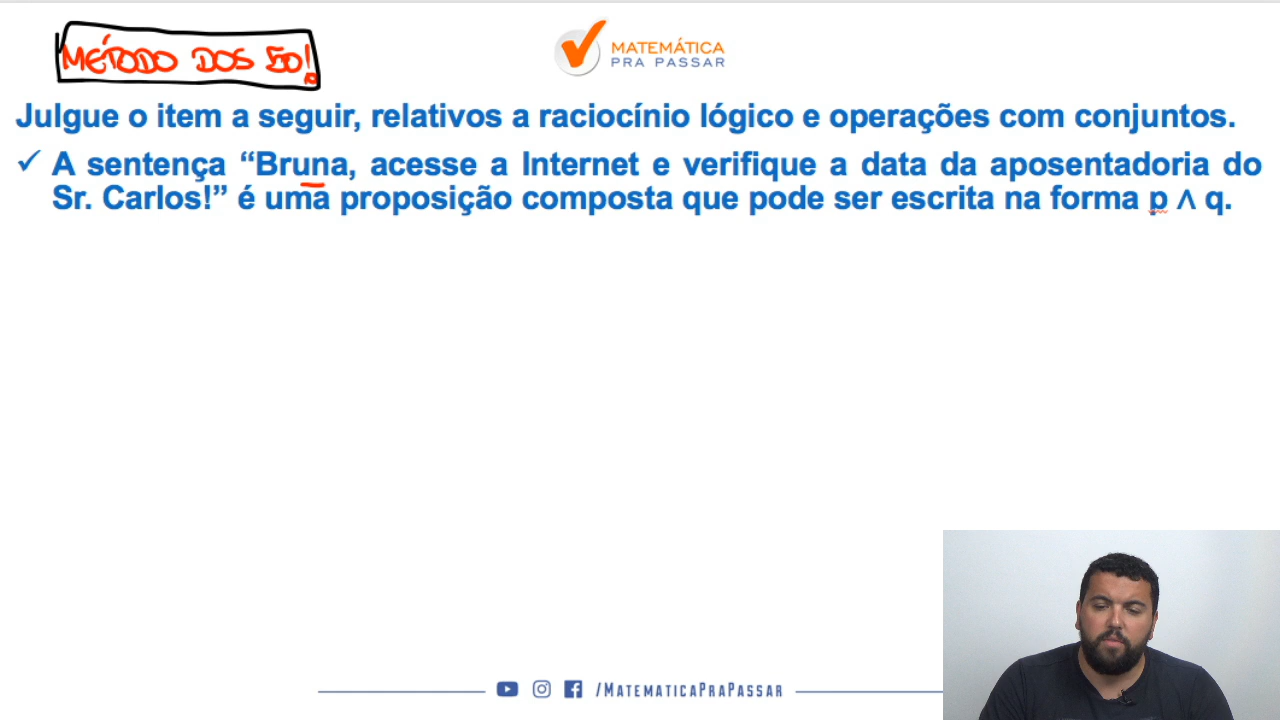 MÉTODO DOS 50!
MATEMÁTICA
PRA PASSAR
Julgue o item a seguir, relativos a raciocínio lógico e operações com conjuntos.
✓ A sentença “Bruna, acesse a Internet e verifique a data da aposentadoria do
Sr. Carlos!” é uma proposição composta que pode ser escrita na forma p ∧ q.
/MATEMATICAPRAPASSAR